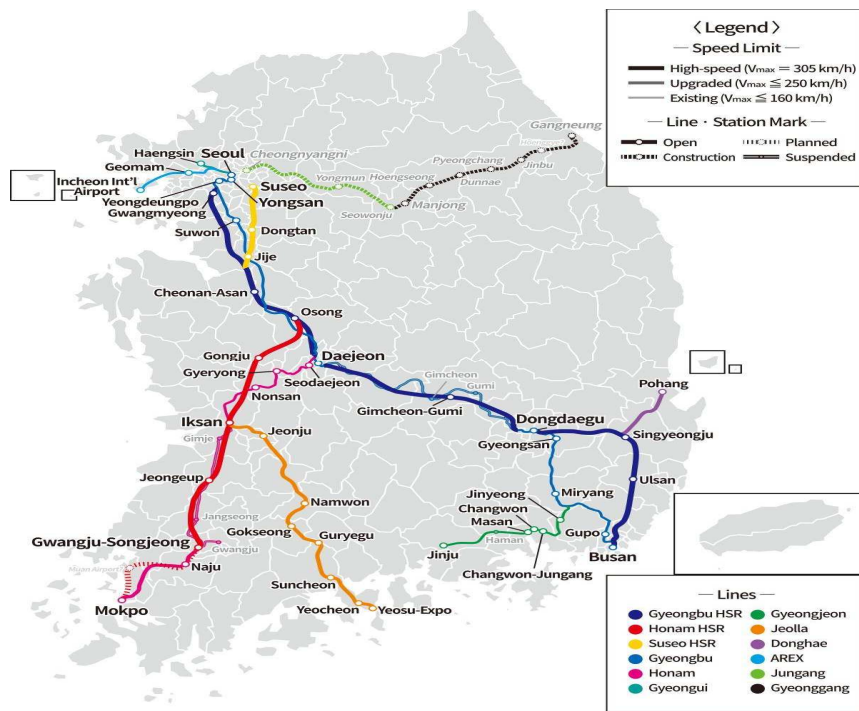 〈Legend〉
Speed Limit
High-speed (Vmax = 305 km/h)
Upgraded (Vmax ≦ 250 km/h)
Existing (Vmax ≦ 160 km/h)
Line · Station Mark
Open
Planned
Construction
Suspended
Gangneung
Jinbu
Pyeongchang
Dunnae
Hoengseong
Manjong
Seowonju
Yongmun
Cheongnyangni
Haengsin
Seoul
Geomam
Incheon Int'l
Airport
Suseo
Yongsan
Yeongdeungpo
Gwangmyeong
Suwon
Dongtan
Jije
Cheonan-Asan
Osong
Gongju
Daejeon
Gyeryong
Seodaejeon
Nonsan
Gimcheon
Gumi
Gimcheon-Gumi
Pohang
Dongdaegu
Gyeongsan
Singyeongju
Iksan
Gimje
Jeonju
Jeongeup
Ulsan
Jinyeong
Miryang
Changwon
Masan
Namwon
Jangseong
Gokseong
Guryegu
Gwangju-Songjeong
Gwangju
Haman
Jinju
Gupo
Busan
Changwon-Jungang
Naju
Muan Airport
Mokpo
Suncheon
Yeocheon
Yeosu-Expo
Lines
Gyeongbu HSR
Gyeongjeon
Honam HSR
Jeolla
Suseo HSR
Donghae
Gyeongbu
AREX
Honam
Jungang
Gyeongui
Gyeonggang